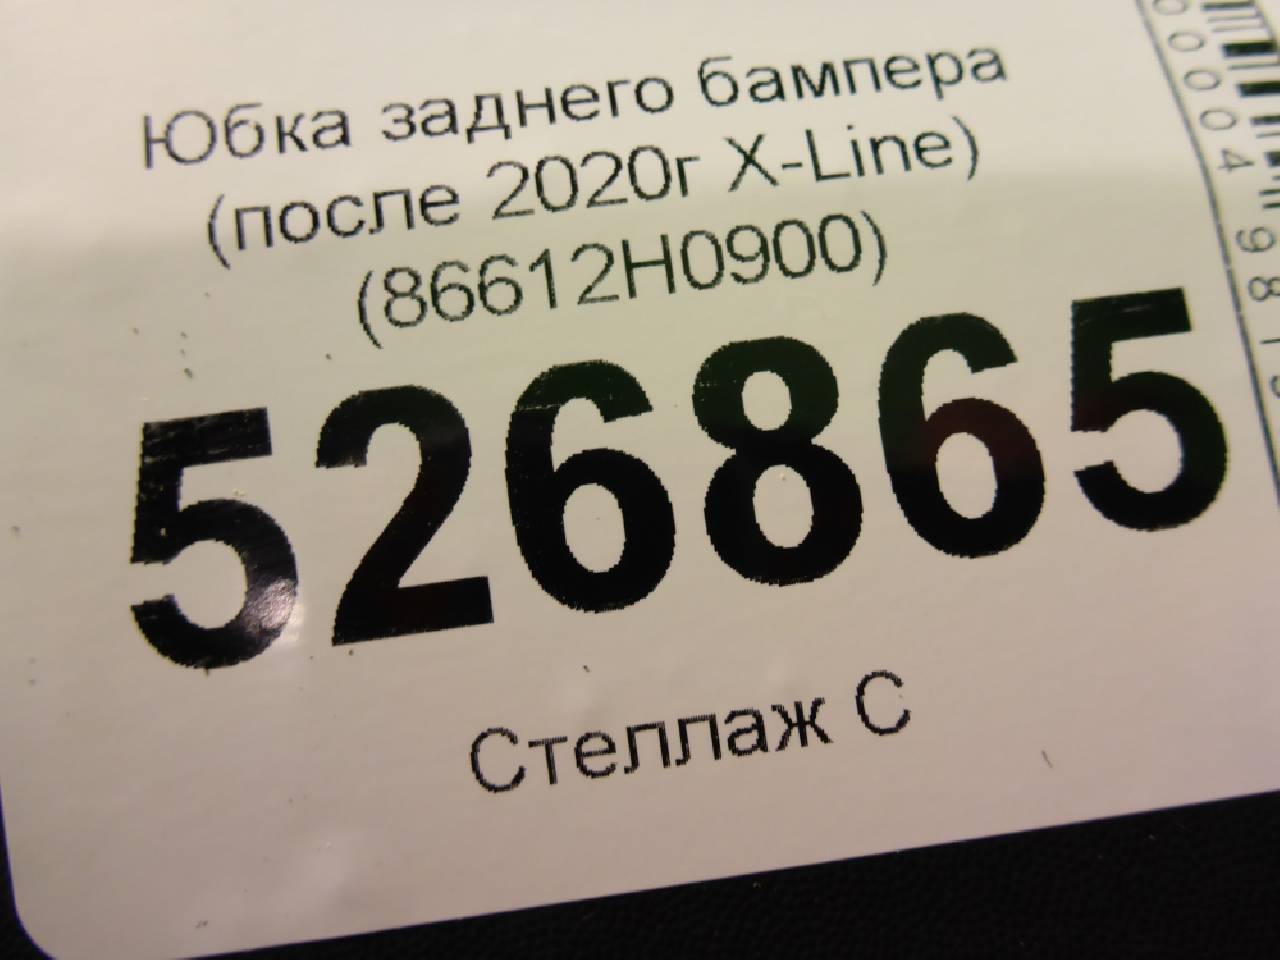 Юбка заднего бампера
(после 2020г X-Line)
(86612H0900)
526865
Стеллаж С